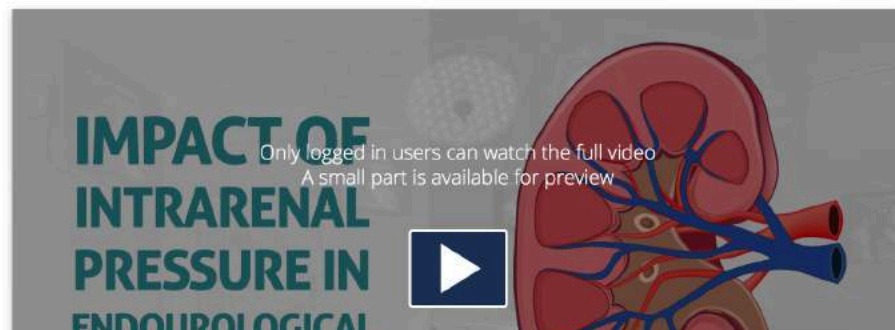 IMPACT OF
Only logged in users can watch the full video
A small part is available for preview
INTRARENAL
PRESSURE IN
ENDOUROLOGICAL